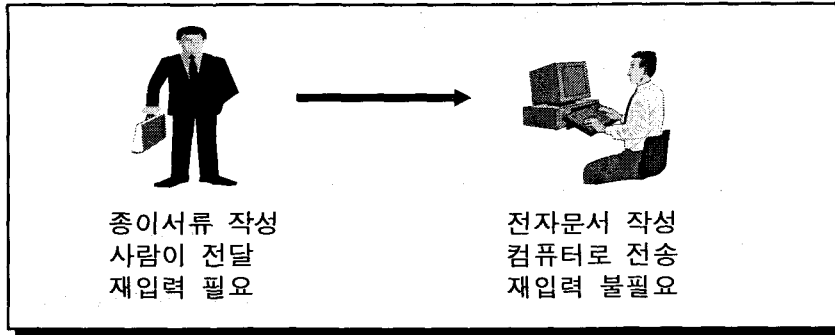 종이서류 작성
사람이 전달
재입력 필요
전자문서 작성
컴퓨터로 전송
재입력 불필요